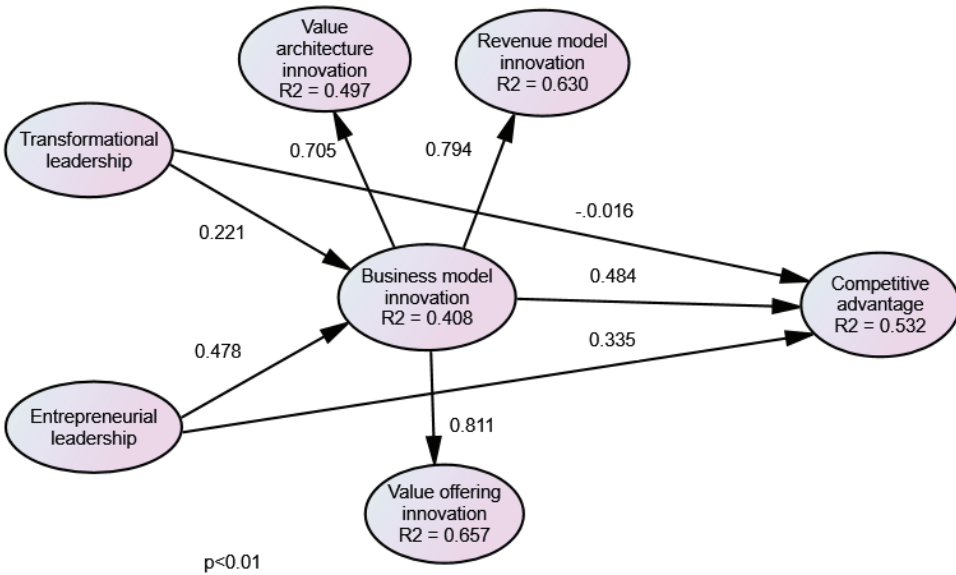 Value
architecture
innovation
R2 = 0.497
Revenue model
innovation
R2 = 0.630
Transformational
leadership
0.705
0.794
-.0.016
0.221
Business model
innovation
R2 = 0.408
0.484
Competitive
advantage
R2 = 0.532
0.478
0.335
Entrepreneurial
leadership
0.811
Value offering
innovation
R2 = 0.657
p<0.01